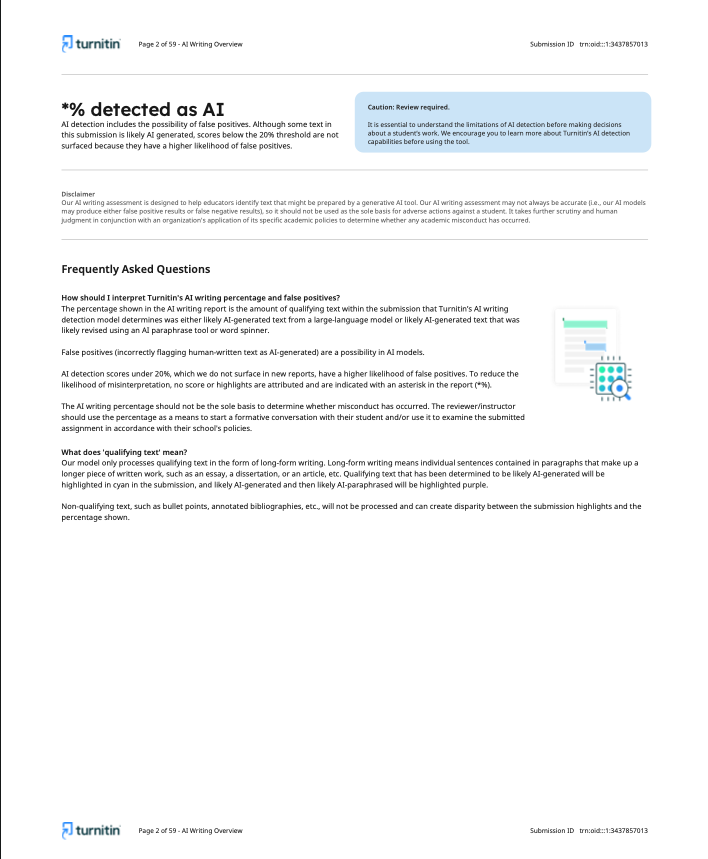 turnitin Page 2 of 59 - AI Writing Overview Submission ID trn:oid:::1:3437857013
*% detected as AI
AI detection includes the possibility of false positives. Although some text in
this submission is likely AI generated, scores below the 20% threshold are not
surfaced because they have a higher likelihood of false positives.
Caution: Review required.
It is essential to understand the limitations of AI detection before making decisions
about a student's work. We encourage you to learn more about Turnitin's AI detection
capabilities before using the tool.
Disclaimer
Our AI writing assessment is designed to help educators identify text that might be prepared by a generative AI tool. Our AI writing assessment may not always be accurate (i.e., our AI models
may produce either false positive results or false negative results), so it should not be used as the sole basis for adverse actions against a student. It takes further scrutiny and human
judgment in conjunction with an organization's application of its specific academic policies to determine whether any academic misconduct has occurred.
Frequently Asked Questions
How should I interpret Turnitin's AI writing percentage and false positives?
The percentage shown in the AI writing report is the amount of qualifying text within the submission that Turnitin's AI writing
detection model determines was either likely AI-generated text from a large-language model or likely AI-generated text that was
likely revised using an AI paraphrase tool or word spinner.
False positives (incorrectly flagging human-written text as AI-generated) are a possibility in AI models.
AI detection scores under 20%, which we do not surface in new reports, have a higher likelihood of false positives. To reduce the
likelihood of misinterpretation, no score or highlights are attributed and are indicated with an asterisk in the report (*%).
The AI writing percentage should not be the sole basis to determine whether misconduct has occurred. The reviewer/instructor
should use the percentage as a means to start a formative conversation with their student and/or use it to examine the submitted
assignment in accordance with their school's policies.
What does 'qualifying text' mean?
Our model only processes qualifying text in the form of long-form writing. Long-form writing means individual sentences contained in paragraphs that make up a
longer piece of written work, such as an essay, a dissertation, or an article, etc. Qualifying text that has been determined to be likely AI-generated will be
highlighted in cyan in the submission, and likely AI-generated and then likely AI-paraphrased will be highlighted purple.
Non-qualifying text, such as bullet points, annotated bibliographies, etc., will not be processed and can create disparity between the submission highlights and the
percentage shown.
turnitin Page 2 of 59 - AI Writing Overview Submission ID trn:oid:::1:3437857013